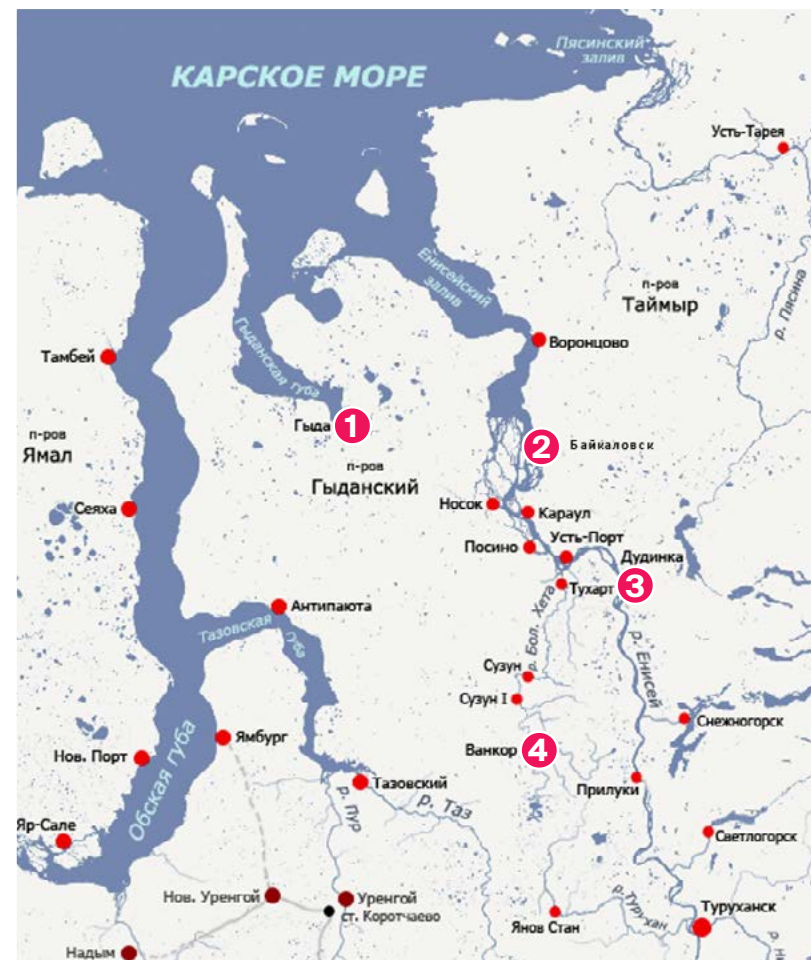 Пясинский
залив
КАРСКОЕ МОРЕ
Усть-Тарея
Енисейский
залив
п-ров
Таймыр
р. Пясина
Гыданская губа
Воронцово
Тамбей
Гыда
1
2
Байкаловск
п-ров
Ямал
п-ров
Гыданский
Сеяха
Носок
Караул
Усть-Порт
Посино
Дудинка
3
Тухарт
Антипаюта
Тазовская
губа
р. Бол. Хета
р. Енисей
Сузун
Сузун I
Снежногорск
Ямбург
Ванкор
4
Нов. Порт
Обская губа
Тазовский
Прилуки
р. Пур
р. Таз
Яр-Сале
Светлогорск
Нов. Уренгой
Уренгой
ст. Коротчаево
р. Турухан
Туруханск
Янов Стан
Надым